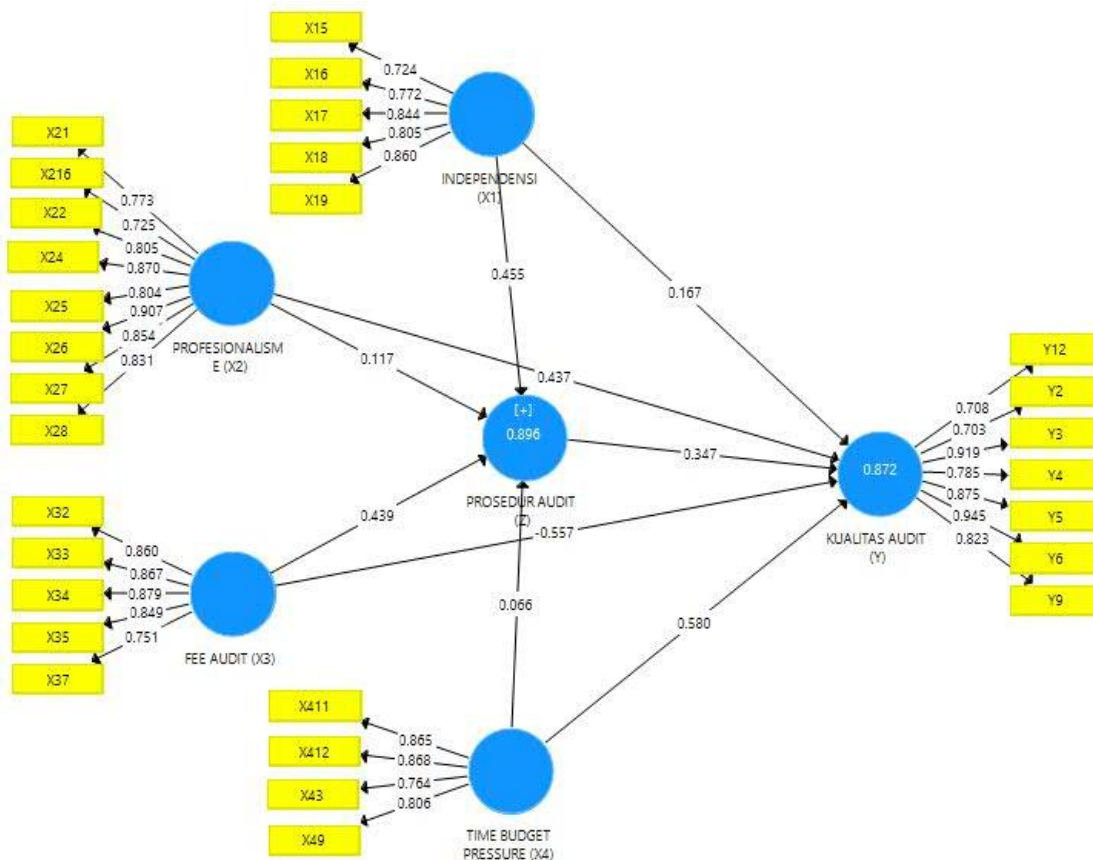 X15
X16
X17
X18
X19
0.724
0.772
0.844
0.805
0.860
INDEPENDENSI
(X1)
X21
X216
X22
X24
X25
X26
X27
X28
0.773
0.725
0.805
0.870
0.804
0.907
0.854
0.831
PROFESIONALISM
E (X2)
0.455
0.167
0.117
0.437
[+]
0.896
PROSEDUR AUDIT
(Z)
0.347
0.872
KUALITAS AUDIT
(Y)
Y12
Y2
Y3
Y4
Y5
Y6
Y9
0.708
0.703
0.919
0.785
0.875
0.945
0.823
X32
X33
X34
X35
X37
0.860
0.867
0.879
0.849
0.751
FEE AUDIT (X3)
0.439
-0.557
0.066
0.580
X411
X412
X43
X49
0.865
0.868
0.764
0.806
TIME BUDGET
PRESSURE (X4)